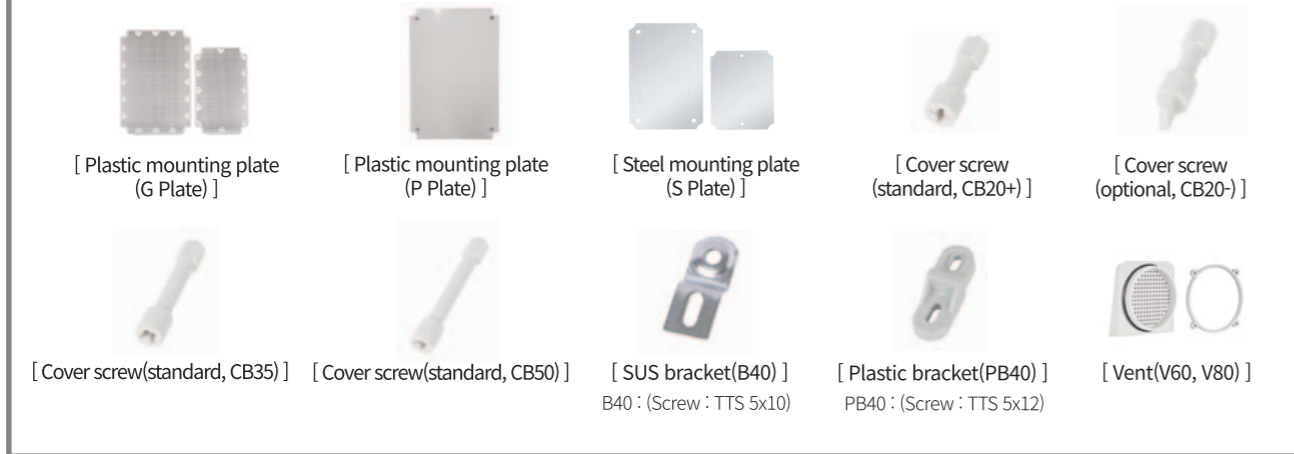 [ Plastic mounting plate
(G Plate) ]
[ Plastic mounting plate
(P Plate) ]
[ Steel mounting plate
(S Plate) ]
[ Cover screw
(standard, CB20+) ]
[ Cover screw
(optional, CB20-) ]
[ Cover screw(standard, CB35) ]
[ Cover screw(standard, CB50) ]
[ SUS bracket(B40) ]
B40 : (Screw : TTS 5x10)
[ Plastic bracket(PB40) ]
PB40 : (Screw : TTS 5x12)
[ Vent(V60, V80) ]